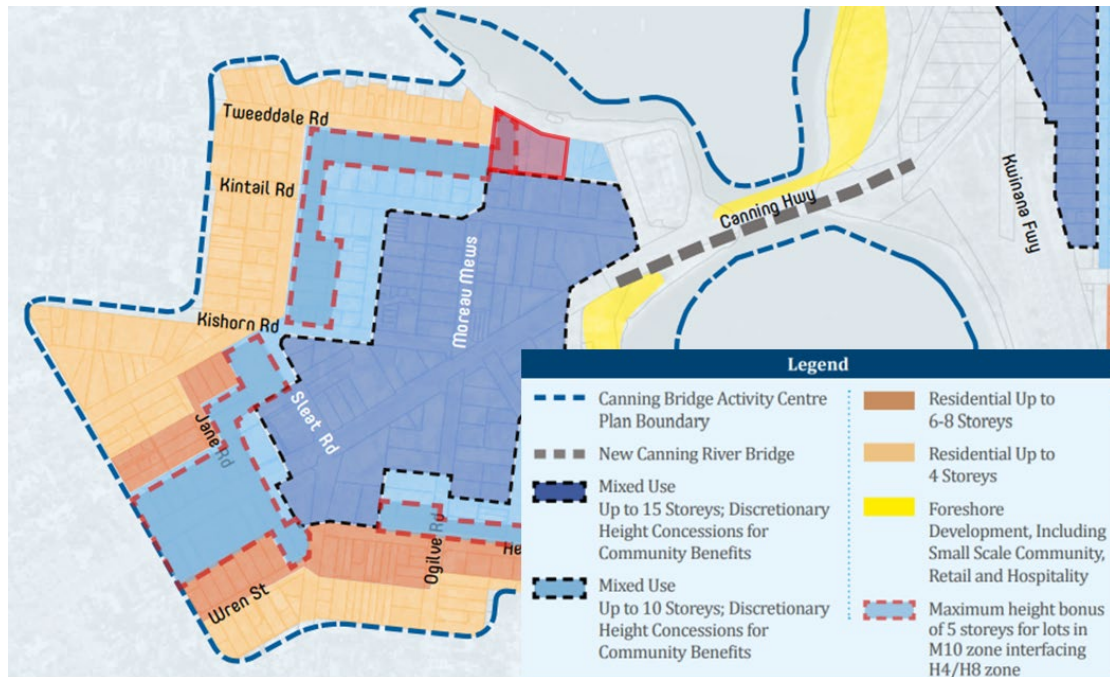 Tweeddale Rd
Kintail Rd
Canning Hwy
Kwinana Fwy
Moreau Mews
Kishorn Rd
Sleat Rd
Jane Rd
Ogilve Rd
He
Wren St
Legend
Canning Bridge Activity Centre
Plan Boundary
New Canning River Bridge
Mixed Use
Up to 15 Storeys; Discretionary
Height Concessions for
Community Benefits
Mixed Use
Up to 10 Storeys; Discretionary
Height Concessions for
Community Benefits
Residential Up to
6-8 Storeys
Residential Up to
4 Storeys
Foreshore
Development, Including
Small Scale Community,
Retail and Hospitality
Maximum height bonus
of 5 storeys for lots in
M10 zone interfacing
H4/H8 zone